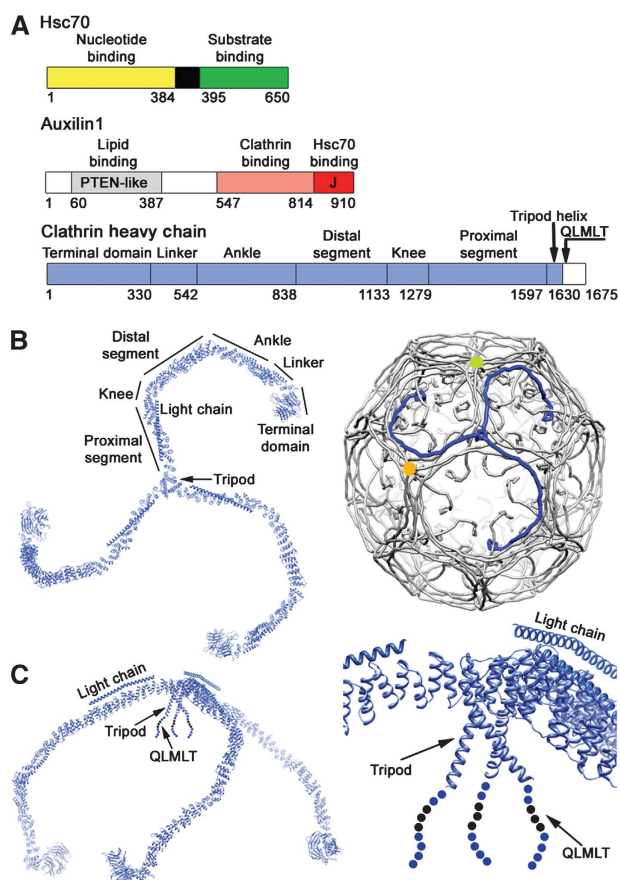 A
Hsc70
Nucleotide binding
Substrate binding
1 384 395 650
Auxilin1
Lipid binding
Clathrin binding
Hsc70 binding
PTEN-like
J
1 60 387 547 814 910
Tripod helix
QLMLT
Clathrin heavy chain
Terminal domain Linker Ankle Distal segment Knee Proximal segment
1 330 542 838 1133 1279 1597 1630 1675
B
Distal segment
Ankle
Linker
Knee
Light chain
Terminal domain
Proximal segment
Tripod
C
Light chain
Tripod
QLMLT
Light chain
Tripod
QLMLT